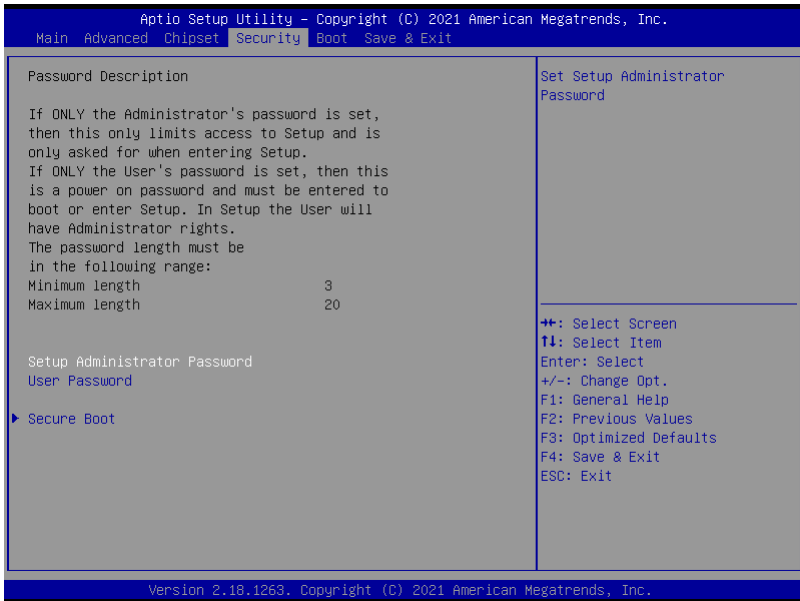 Aptio Setup Utility – Copyright (C) 2021 American Megatrends, Inc.
Main Advanced Chipset Security Boot Save & Exit
Password Description
If ONLY the Administrator's password is set,
then this only limits access to Setup and is
only asked for when entering Setup.
If ONLY the User's password is set, then this
is a power on password and must be entered to
boot or enter Setup. In Setup the User will
have Administrator rights.
The password length must be
in the following range:
Minimum length 3
Maximum length 20
Setup Administrator Password
User Password
Secure Boot
Set Setup Administrator
Password
→←: Select Screen
↑↓: Select Item
Enter: Select
+/-: Change Opt.
F1: General Help
F2: Previous Values
F3: Optimized Defaults
F4: Save & Exit
ESC: Exit
Version 2.18.1263. Copyright (C) 2021 American Megatrends, Inc.